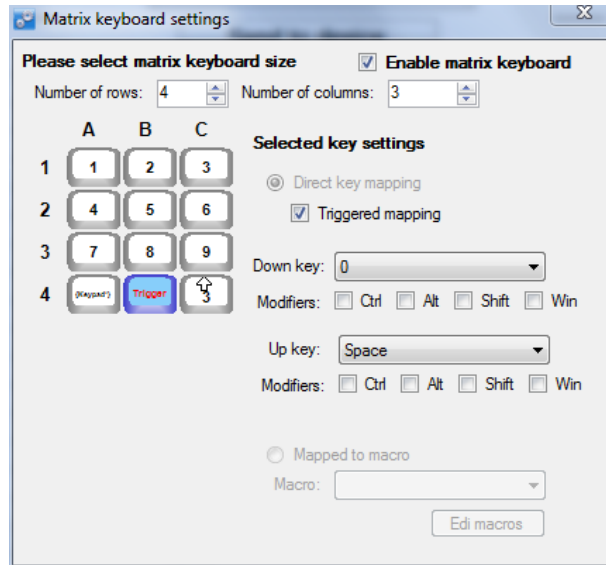 Matrix keyboard settings
Please select matrix keyboard size Enable matrix keyboard
Number of rows: 4 Number of columns: 3
A B C
Selected key settings
1 1 2 3
Direct key mapping
2 4 5 6
Triggered mapping
3 7 8 9
Down key: 0
4 {Keypad*} Trigger ⇧ 3
Modifiers: Ctrl Alt Shift Win
Up key: Space
Modifiers: Ctrl Alt Shift Win
Mapped to macro
Macro:
Edi macros